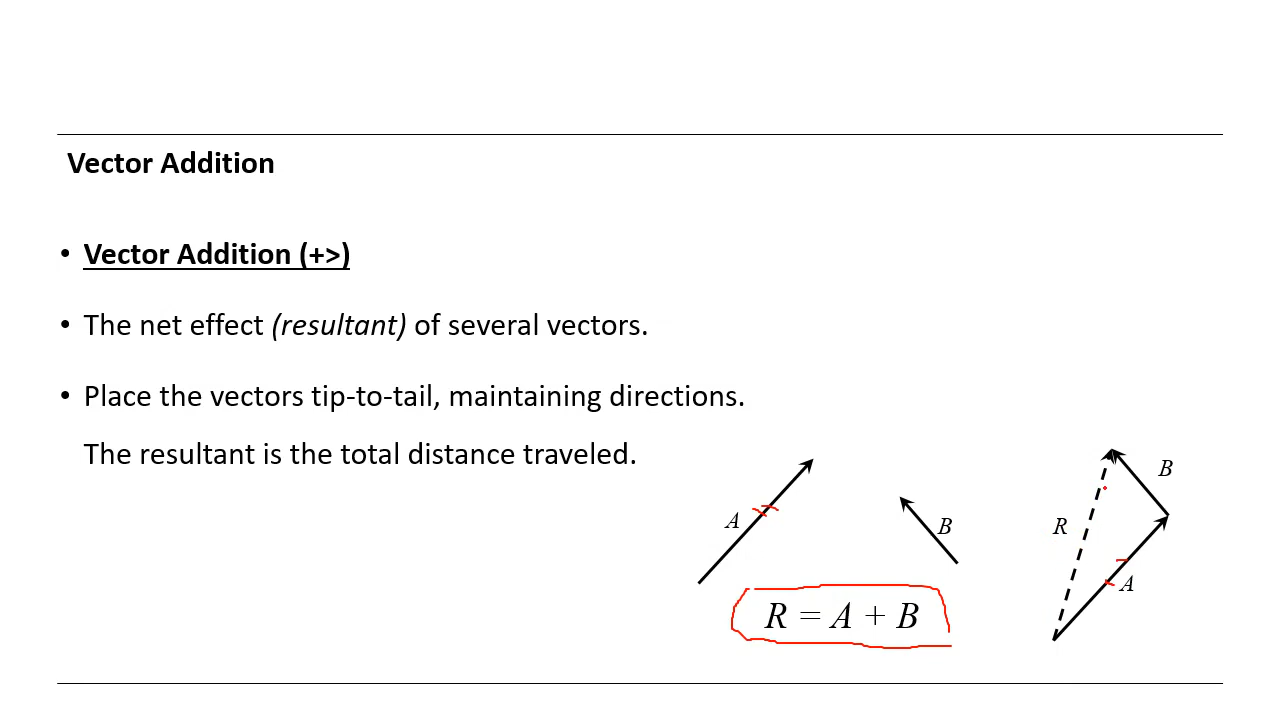 Vector Addition
• Vector Addition (+>)
• The net effect (resultant) of several vectors.
• Place the vectors tip-to-tail, maintaining directions.
The resultant is the total distance traveled.
A
B
R = A + B
B
R
A